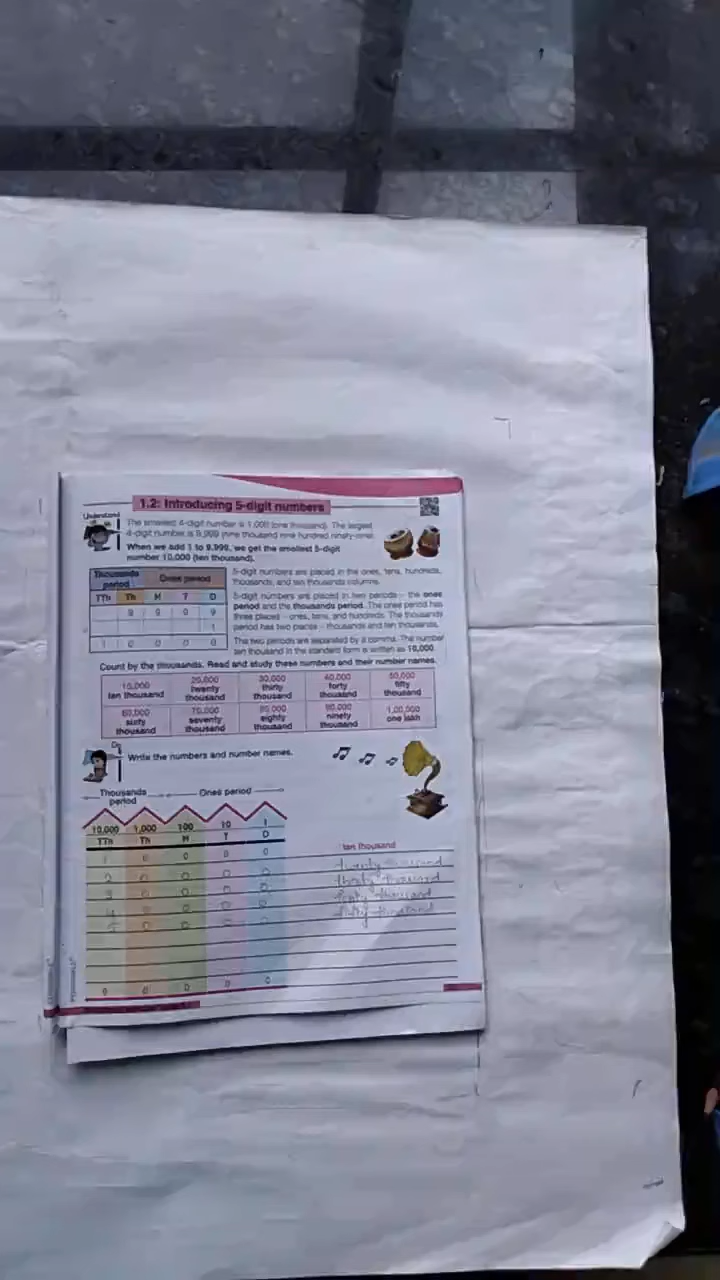 1.2: Introducing 5-digit numbers
Understand
The smallest 4-digit number is 1,000 (one thousand). The largest
4-digit number is 9,999 (nine thousand nine hundred ninety-nine).
When we add 1 to 9,999, we get the smallest 5-digit
number 10,000 (ten thousand).
Thousands period Ones period
TTh Th H T O
9 9 9 9
1
1 0 0 0 0
5-digit numbers are placed in the ones, tens, hundreds,
thousands, and ten thousands columns.
5-digit numbers are placed in two periods – the ones
period and the thousands period. The ones period has
three places – ones, tens, and hundreds. The thousands
period has two places – thousands and ten thousands.
The two periods are separated by a comma. The number
ten thousand in the standard form is written as 10,000.
Count by the thousands. Read and study these numbers and their number names.
10,000 20,000 30,000 40,000 50,000
ten thousand twenty thousand thirty thousand forty thousand fifty thousand
60,000 70,000 80,000 90,000 1,00,000
sixty thousand seventy thousand eighty thousand ninety thousand one lakh
Do
Write the numbers and number names.
Thousands period Ones period
10,000 1,000 100 10 1
TTh Th H T O
1 0 0 0 0 ten thousand
2 0 0 0 0 twenty thousand
3 0 0 0 0 thirty thousand
4 0 0 0 0 forty thousand
5 0 0 0 0 fifty thousand
9 0 0 0 0